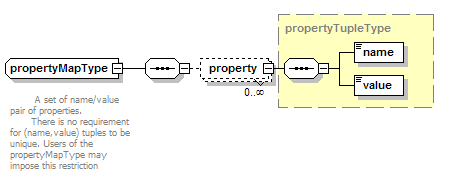 propertyTupleType
name
propertyMapType
property
0..∞
value
A set of name/value
pair of properties.
There is no requirement
for (name,value) tuples to be
unique. Users of the
propertyMapType may
impose this restriction